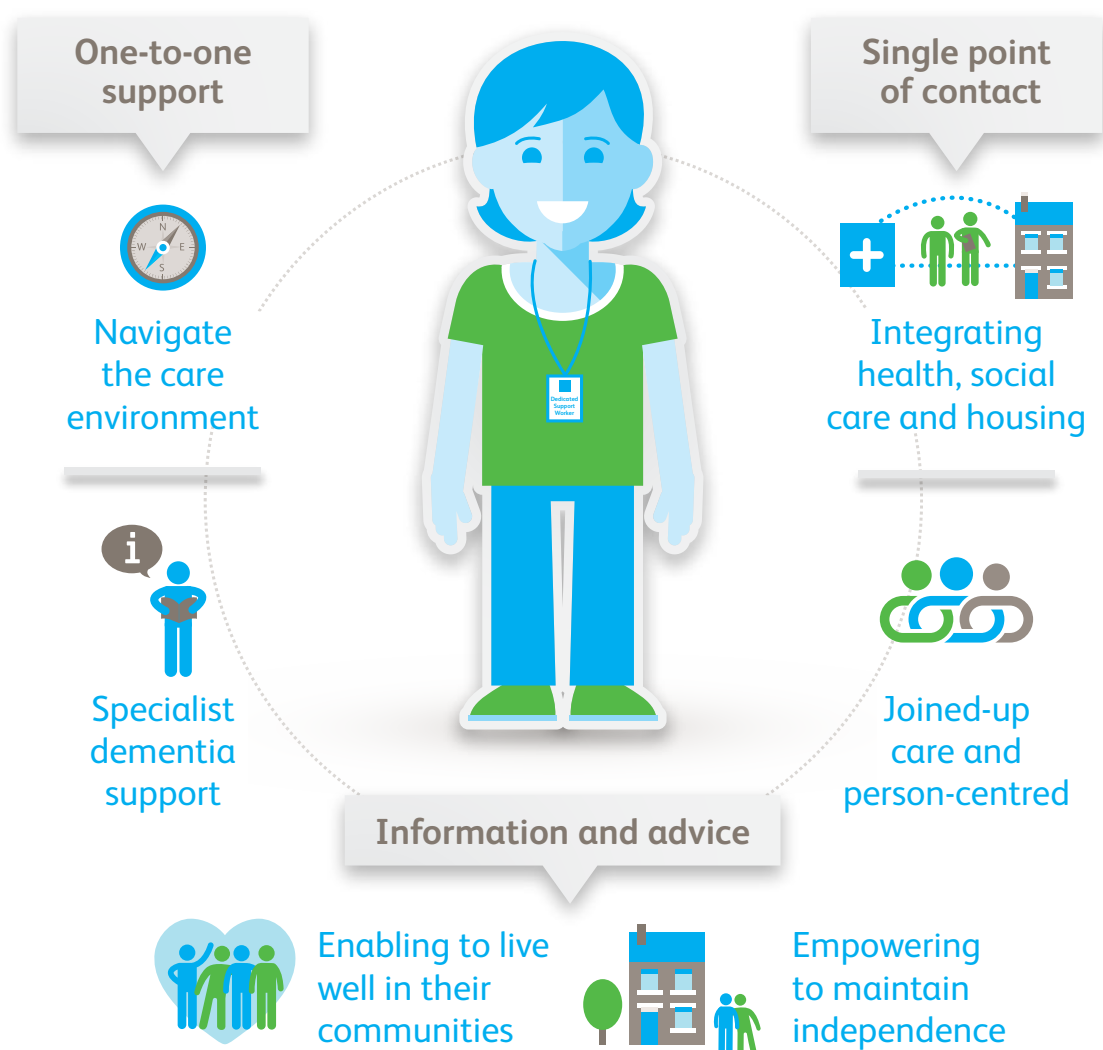 One-to-one
support
N
W
E
S
Navigate
the care
environment
i
Specialist
dementia
support
Dedicated
Support
Worker
Single point
of contact
Integrating
health, social
care and housing
Joined-up
care and
person-centred
Information and advice
Enabling to live
well in their
communities
Empowering
to maintain
independence